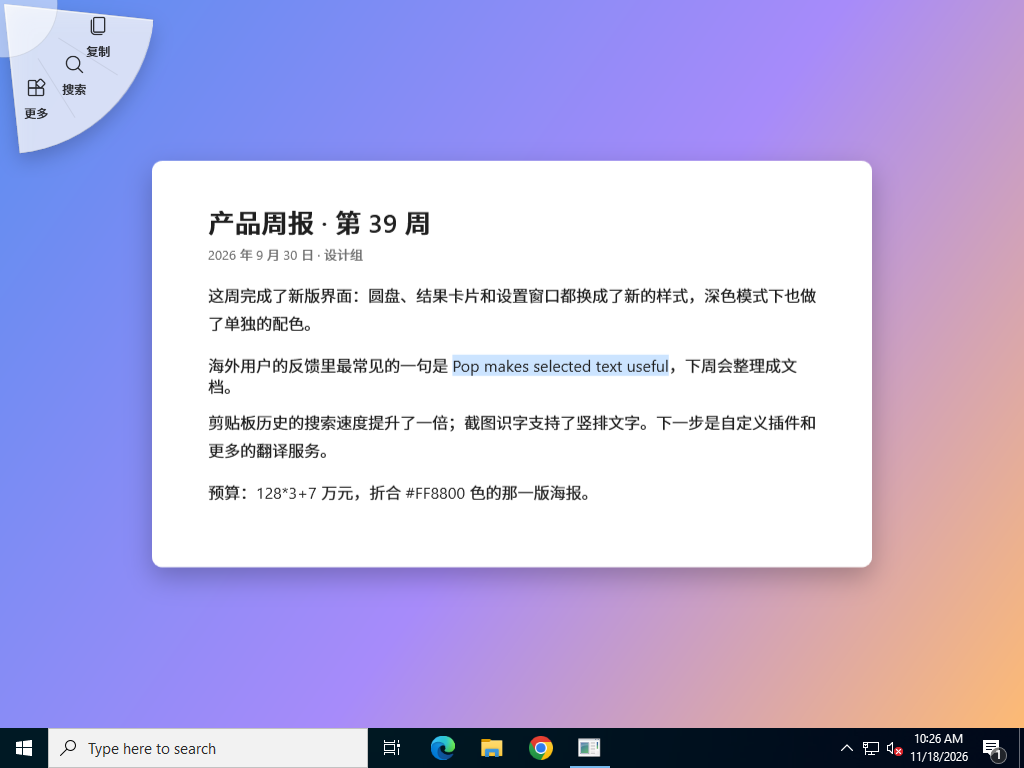 复制
搜索
更多
产品周报 · 第 39 周
2026 年 9 月 30 日 · 设计组
这周完成了新版界面：圆盘、结果卡片和设置窗口都换成了新的样式，深色模式下也做
了单独的配色。
海外用户的反馈里最常见的一句是 Pop makes selected text useful，下周会整理成文
档。
剪贴板历史的搜索速度提升了一倍；截图识字支持了竖排文字。下一步是自定义插件和
更多的翻译服务。
预算：128*3+7 万元，折合 #FF8800 色的那一版海报。
Type here to search
10:26 AM
11/18/2026
1